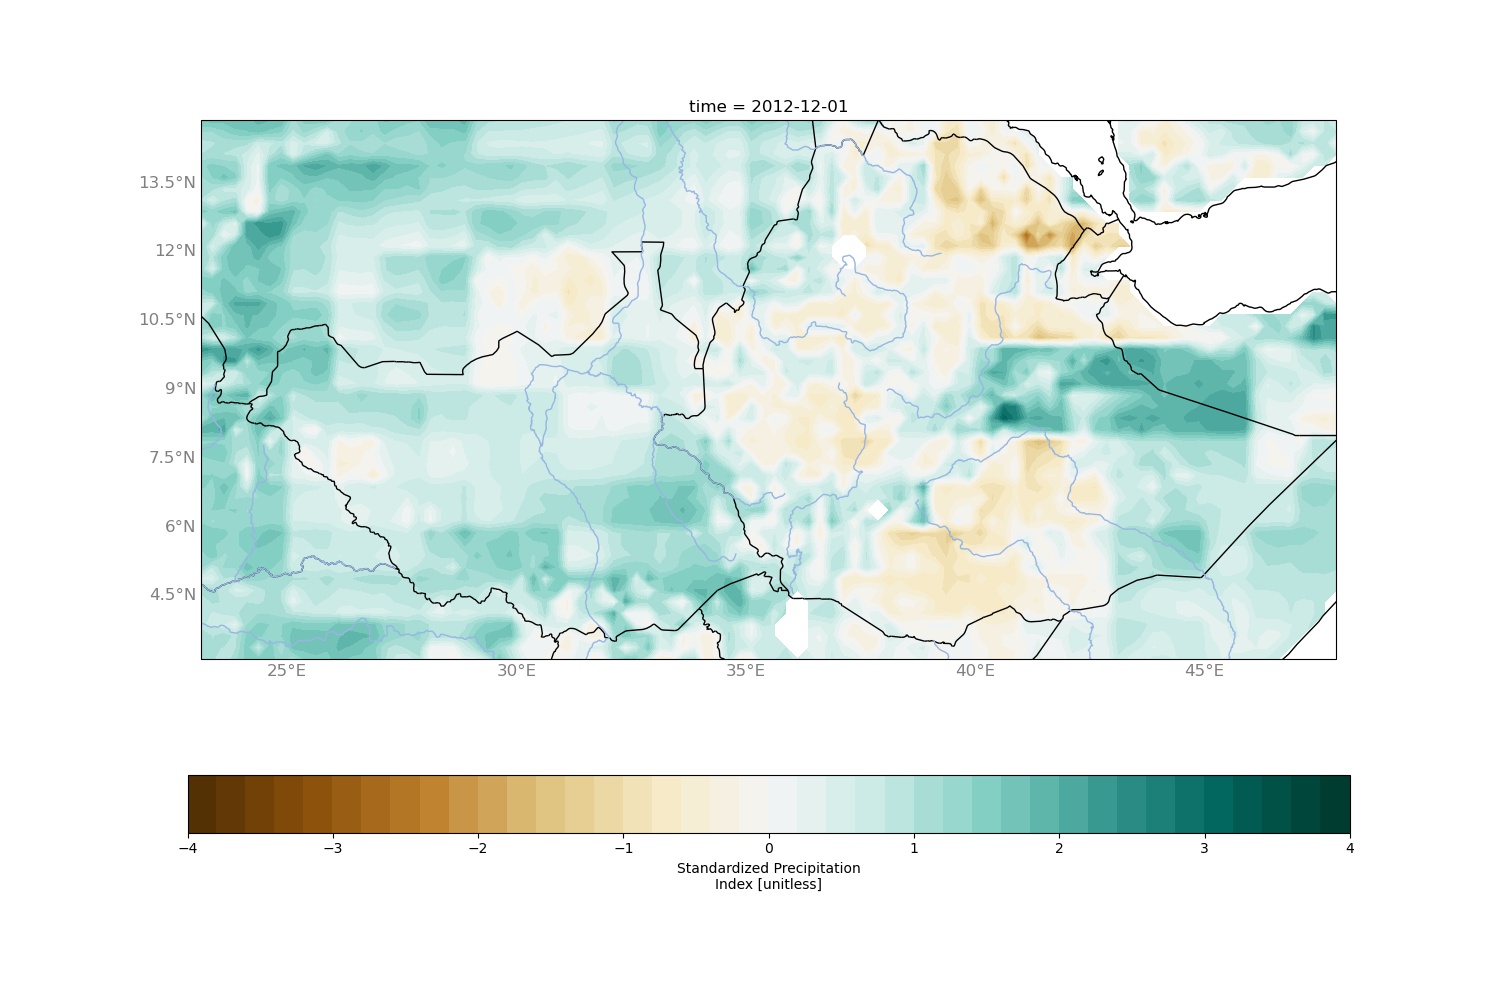 time = 2012-12-01
13.5°N
12°N
10.5°N
9°N
7.5°N
6°N
4.5°N
25°E 30°E 35°E 40°E 45°E
−4 −3 −2 −1 0 1 2 3 4
Standardized Precipitation
Index [unitless]